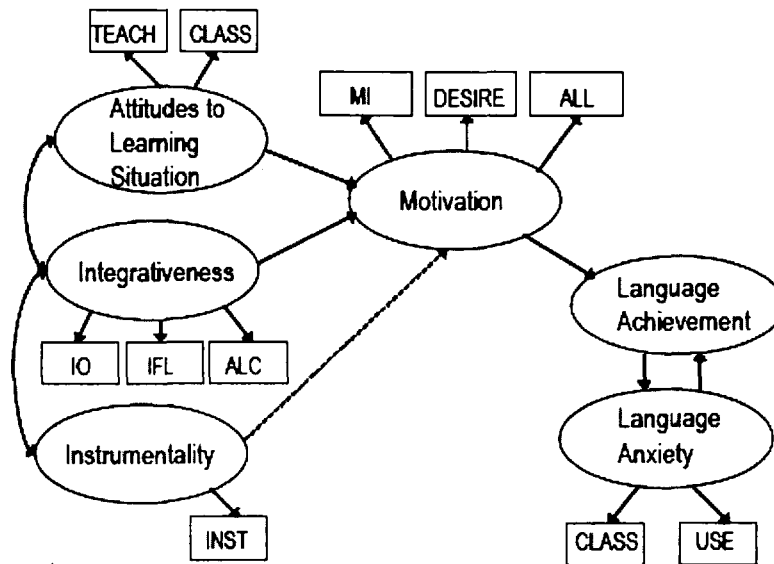 TEACH CLASS
Attitudes to
Learning
Situation
MI DESIRE ALL
Motivation
Integrativeness
IO IFL ALC
Language
Achievement
Instrumentality
Language
Anxiety
INST
CLASS USE